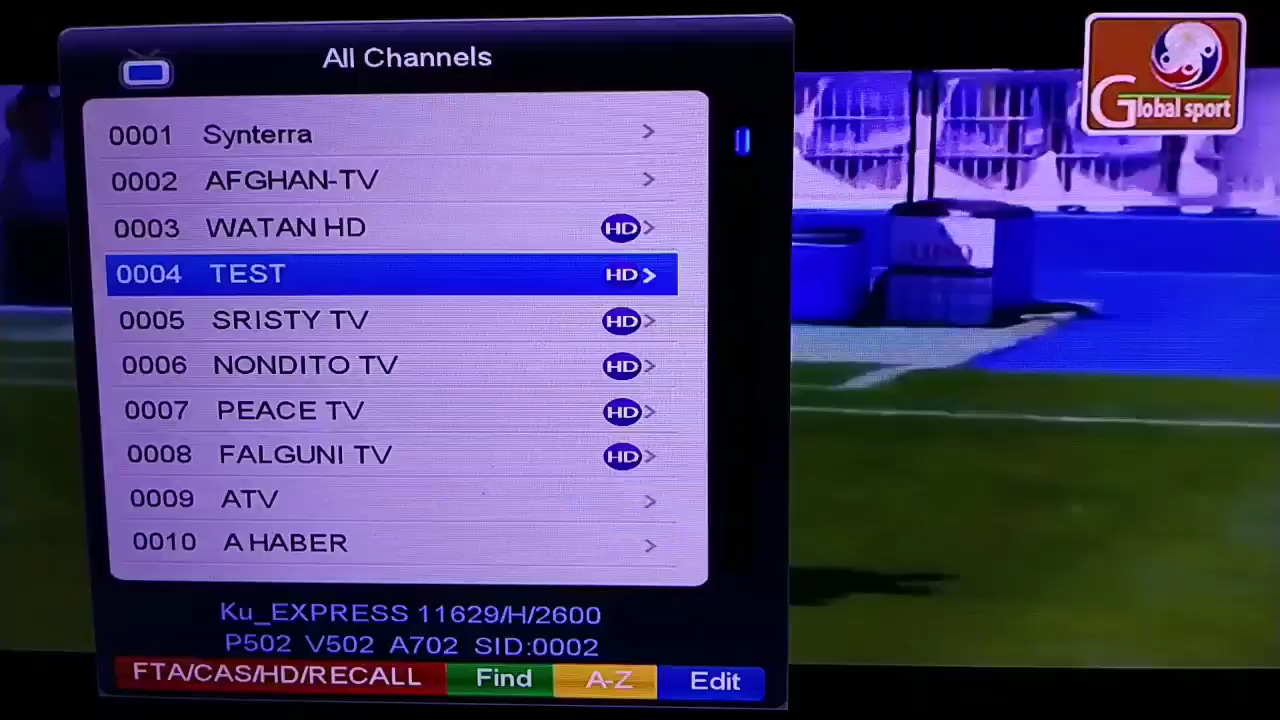 All Channels
0001 Synterra
0002 AFGHAN-TV
0003 WATAN HD HD
0004 TEST HD
0005 SRISTY TV HD
0006 NONDITO TV HD
0007 PEACE TV HD
0008 FALGUNI TV HD
0009 ATV
0010 A HABER
Ku_EXPRESS 11629/H/2600
P502 V502 A702 SID:0002
FTA/CAS/HD/RECALL Find A-Z Edit
Global sport